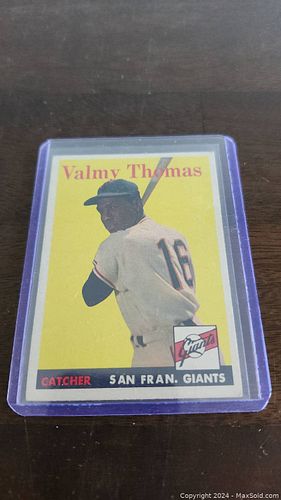 Valmy Thomas
16
Giants
CATCHER SAN FRAN. GIANTS
Copyright © 2024 - MaxSold.com